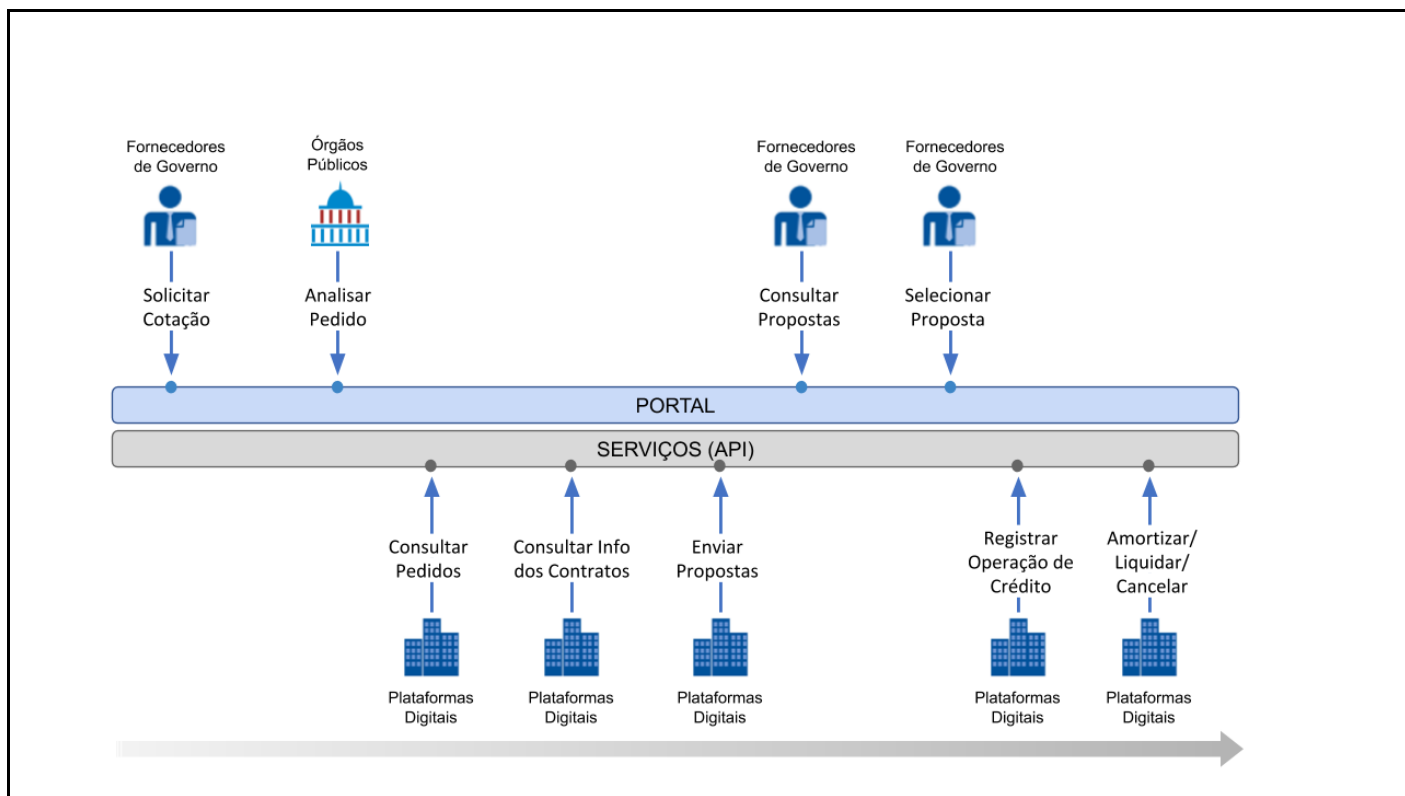 Fornecedores
de Governo
Órgãos
Públicos
Fornecedores
de Governo
Fornecedores
de Governo
Solicitar
Cotação
Analisar
Pedido
Consultar
Propostas
Selecionar
Proposta
PORTAL
SERVIÇOS (API)
Consultar
Pedidos
Consultar Info
dos Contratos
Enviar
Propostas
Registrar
Operação de
Crédito
Amortizar/
Liquidar/
Cancelar
Plataformas
Digitais
Plataformas
Digitais
Plataformas
Digitais
Plataformas
Digitais
Plataformas
Digitais